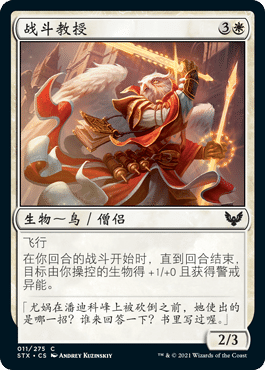 战斗教授 3
生物～鸟／僧侣
飞行
在你回合的战斗开始时，直到回合结束，
目标由你操控的生物得 +1/+0 且获得警戒
异能。
「尤娲在潘迪科峰上被砍倒之前，她使出的
是哪一招？谁来回答一下？书里写过喔。」
2/3
011/275 C
STX • CS ANDREY KUZINSKIY
™ & © 2021 Wizards of the Coast